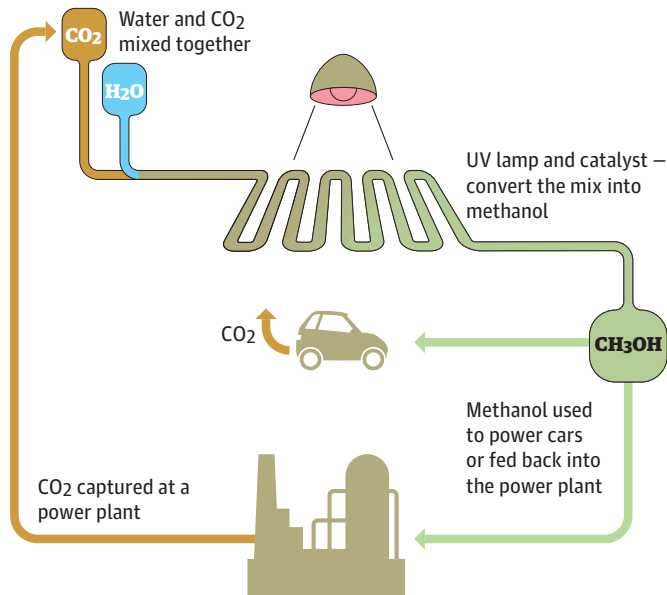 CO2
Water and CO2
mixed together
H2O
UV lamp and catalyst –
convert the mix into
methanol
CO2
CH3OH
Methanol used
to power cars
or fed back into
the power plant
CO2 captured at a
power plant